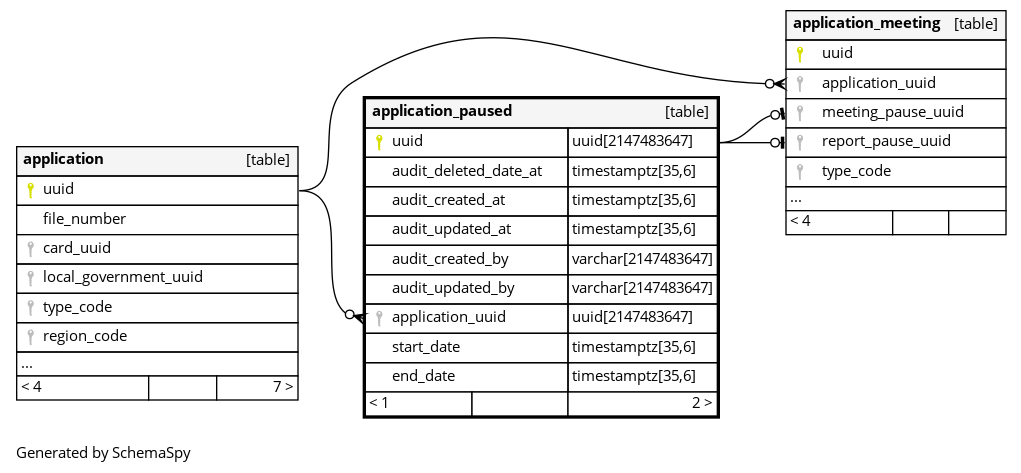 application_meeting [table]
uuid
application_uuid
meeting_pause_uuid
report_pause_uuid
type_code
...
< 4
application_paused [table]
uuid uuid[2147483647]
audit_deleted_date_at timestamptz[35,6]
audit_created_at timestamptz[35,6]
audit_updated_at timestamptz[35,6]
audit_created_by varchar[2147483647]
audit_updated_by varchar[2147483647]
application_uuid uuid[2147483647]
start_date timestamptz[35,6]
end_date timestamptz[35,6]
< 1 2 >
application [table]
uuid
file_number
card_uuid
local_government_uuid
type_code
region_code
...
< 4 7 >
Generated by SchemaSpy